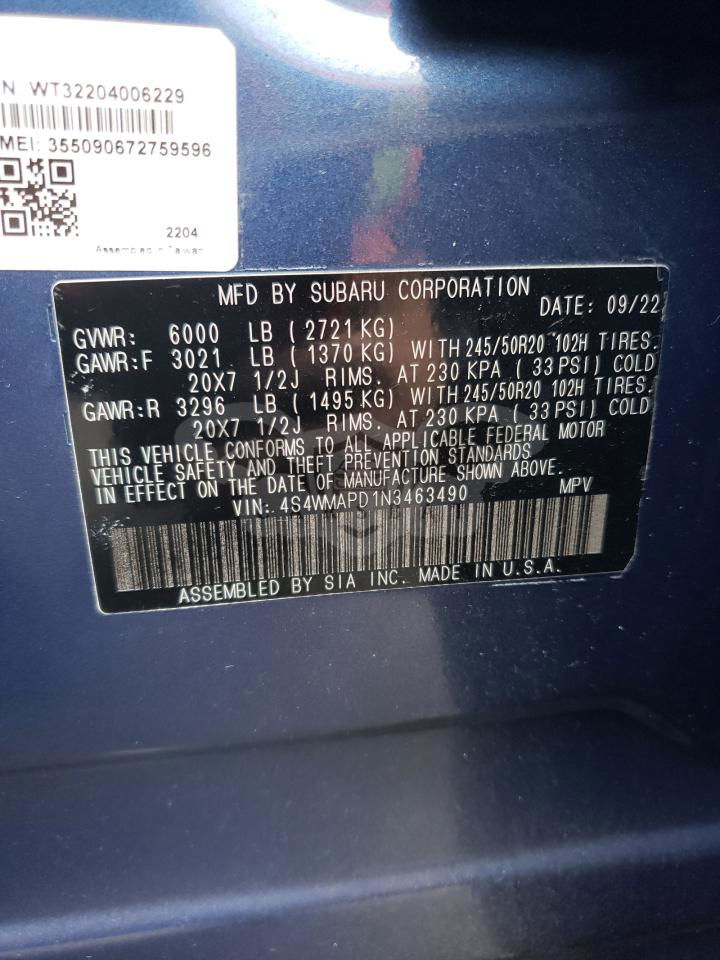 N. WT32204006229
MEI: 355090672759596
2204
Assembled in Taiwan
MFD BY SUBARU CORPORATION
DATE: 09/22
GVWR: 6000 LB ( 2721 KG)
GAWR:F 3021 LB ( 1370 KG) WITH 245/50R20 102H TIRES.
20X7 1/2J RIMS. AT 230 KPA ( 33 PSI) COLD
GAWR:R 3296 LB ( 1495 KG) WITH 245/50R20 102H TIRES.
20X7 1/2J RIMS. AT 230 KPA ( 33 PSI) COLD
THIS VEHICLE CONFORMS TO ALL APPLICABLE FEDERAL MOTOR
VEHICLE SAFETY AND THEFT PREVENTION STANDARDS
IN EFFECT ON THE DATE OF MANUFACTURE SHOWN ABOVE.
VIN: 4S4WMAPD1N3463490 MPV
ASSEMBLED BY SIA INC. MADE IN U.S.A.